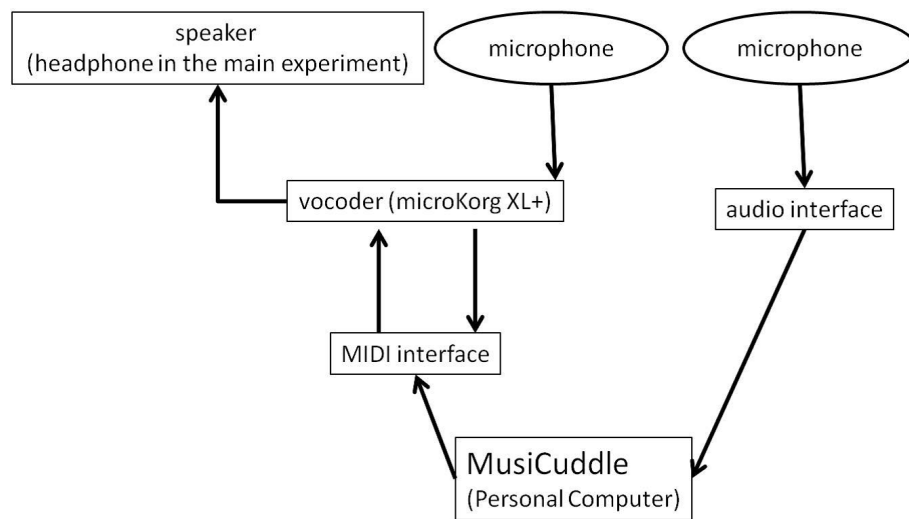 speaker
(headphone in the main experiment)
microphone
microphone
vocoder (microKorg XL+)
audio interface
MIDI interface
MusiCuddle
(Personal Computer)